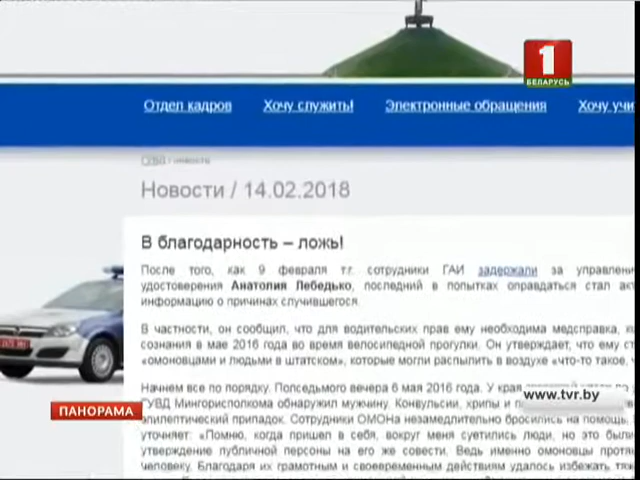 1
БЕЛАРУСЬ
Отдел кадров Хочу служить! Электронные обращения Хочу
Новости / 14.02.2018
В благодарность – ложь!
После того, как 9 февраля т.г. сотрудники ГАИ задержали за
удостоверения Анатолия Лебедько, последний в попытках оправдаться стал
информацию о причинах случившегося.
В частности, он сообщил, что для водительских прав ему необходима медсправка,
сознания в мае 2016 года во время велосипедной прогулки. Он утверждает, что ему
«омоновцами и людьми в штатском», которые могли распылить в воздухе «что-то такое,
Начнем все по порядку. Полседьмого вечера 6 мая 2016 года. У края
ПАНОРАМА
ГУВД Мингорисполкома обнаружил мужчину. Конвульсии, хрипы и
www.tvr.by
эпилептический припадок. Сотрудники ОМОНа незамедлительно бросились на помощь.
уточняет: «Помню, когда пришел в себя, вокруг меня суетились люди, но это были
утверждение публичной персоны на его же совести. Ведь именно омоновцы
человеку. Благодаря их грамотным и своевременным действиям удалось избежать